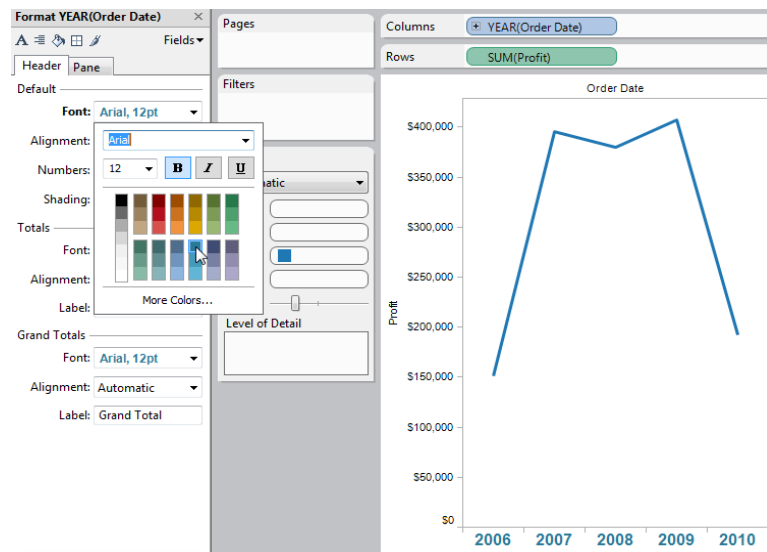 Format YEAR(Order Date) ×
Fields
Header Pane
Default
Font: Arial, 12pt
Arial
Alignment:
Numbers: 12 B I U
Shading:
Totals
Font:
Alignment:
Label:
More Colors...
Grand Totals
Font: Arial, 12pt
Alignment: Automatic
Label: Grand Total
Pages
Filters
Level of Detail
Columns YEAR(Order Date)
Rows SUM(Profit)
Order Date
Profit
$400,000
$350,000
$300,000
$250,000
$200,000
$150,000
$100,000
$50,000
$0
2006 2007 2008 2009 2010